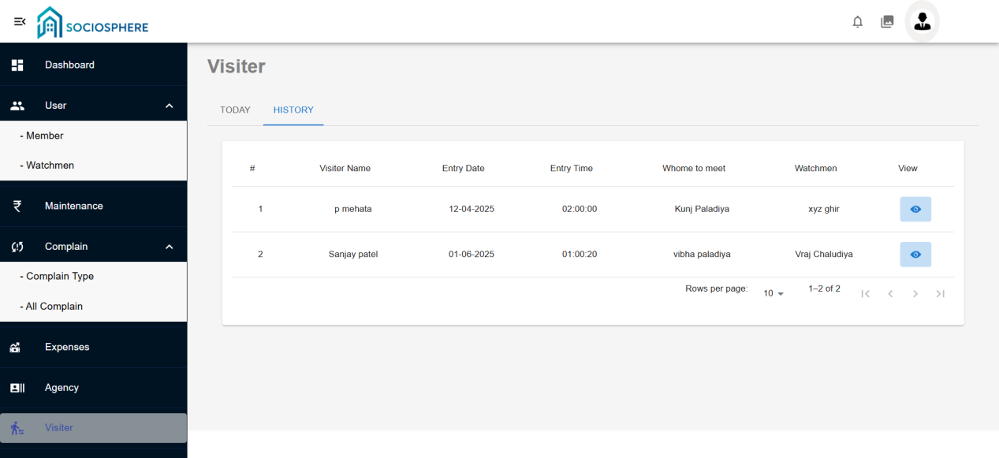 SOCIOSPHERE
Dashboard
User
- Member
- Watchmen
Maintenance
Complain
- Complain Type
- All Complain
Expenses
Agency
Visiter
Visiter
TODAY HISTORY
# Visiter Name Entry Date Entry Time Whome to meet Watchmen View
1 p mehata 12-04-2025 02:00:00 Kunj Paladiya xyz ghir
2 Sanjay patel 01-06-2025 01:00:20 vibha paladiya Vraj Chaludiya
Rows per page: 10 1–2 of 2